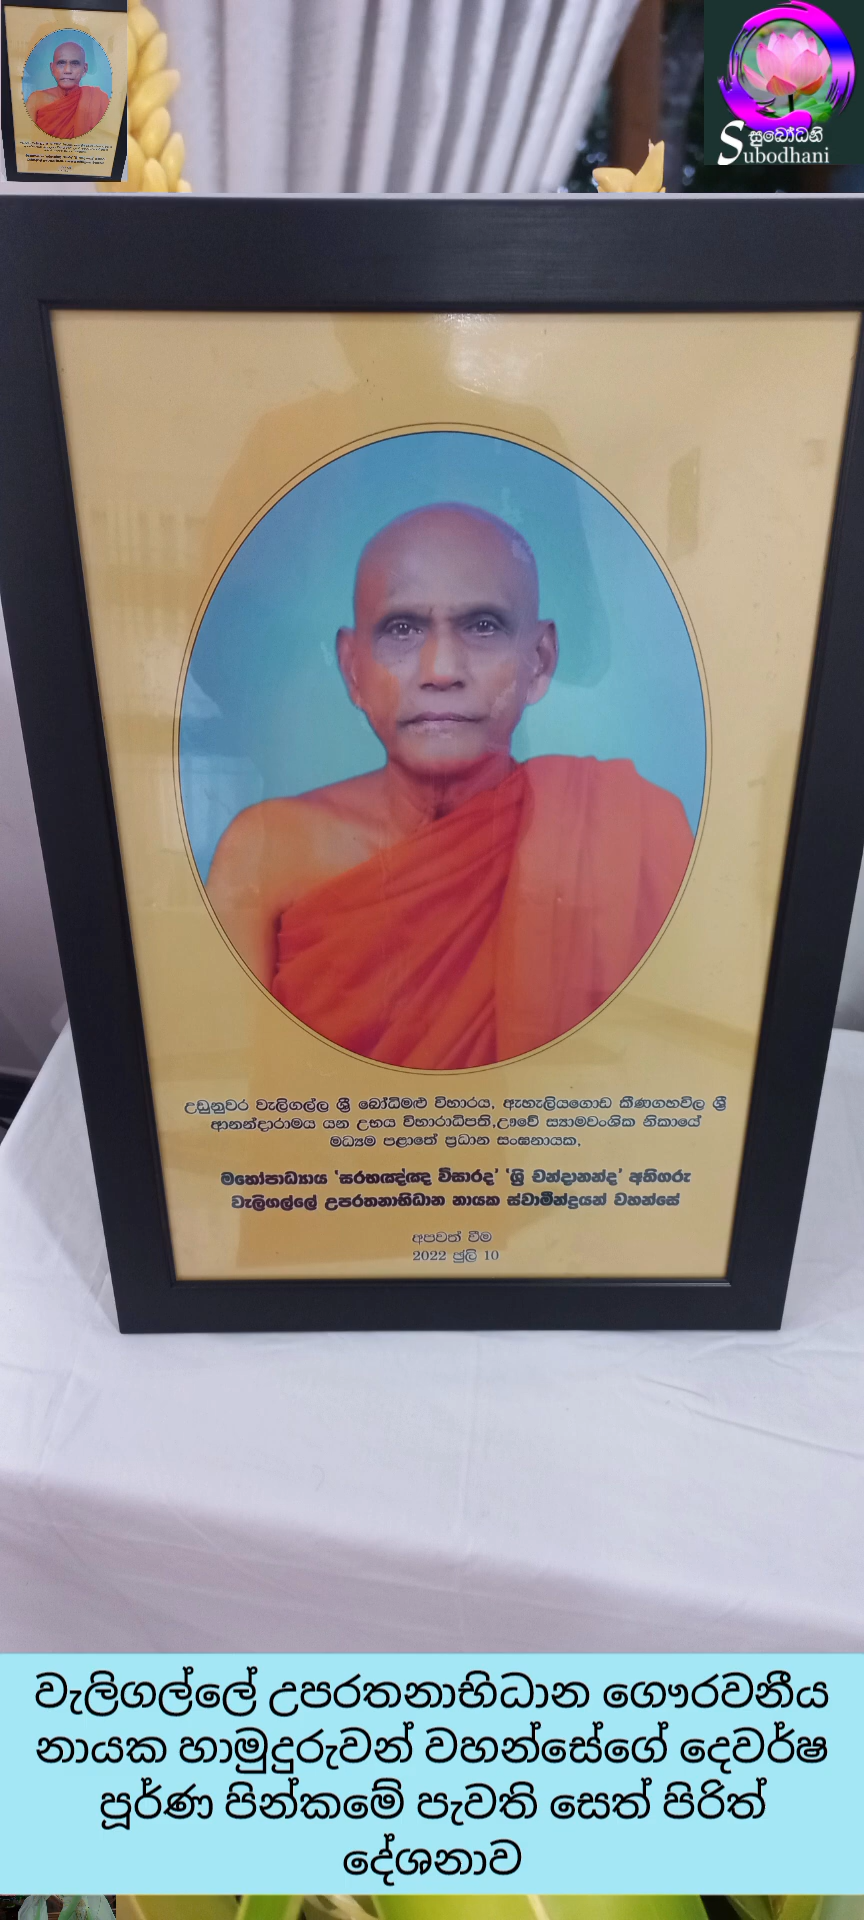 සුබෝධනි
Subodhani
උඩුනුවර වැලිගල්ල ශ්‍රී බෝධිමළු විහාරය, ඇහැලියගොඩ කීණගහවිල ශ්‍රී
ආනන්දාරාමය යන උභය විහාරාධිපති,ඌවේ ස්‍යාමවංශික නිකායේ
මධ්‍යම පළාතේ ප්‍රධාන සංඝනායක,
මහෝපාධ්‍යාය 'සරභඤ්ඤ විසාරද' 'ශ්‍රි චන්දානන්ද' අතිගරු
වැලිගල්ලේ උපරතනාභිධාන නායක ස්වාමීන්ද්‍රයන් වහන්සේ
අපවත් වීම
2022 ජුලි 10
වැලිගල්ලේ උපරතනාභිධාන ගෞරවනීය
නායක හාමුදුරුවන් වහන්සේගේ දෙවර්ෂ
පූර්ණ පින්කමේ පැවති සෙත් පිරිත්
දේශනාව